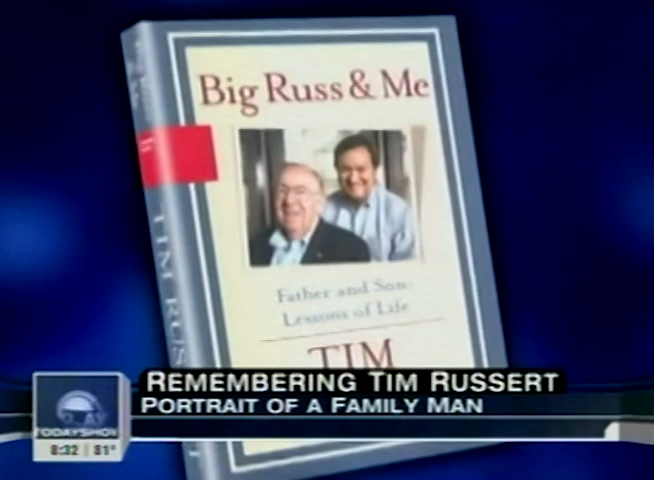 Big Russ & Me
Father and Son:
Lessons of Life
TIM
TIM RUS
REMEMBERING TIM RUSSERT
PORTRAIT OF A FAMILY MAN
TODAYSHOW
8:32 81°